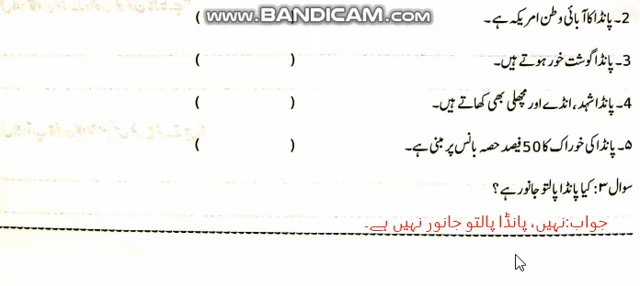 WWW.BANDICAM.COM
2۔ پانڈا کا آبائی وطن امریکہ ہے۔ ( )
3۔ پانڈا گوشت خور ہوتے ہیں۔ ( )
4۔ پانڈا شہد، انڈے اور مچھلی بھی کھاتے ہیں۔ ( )
۵۔ پانڈا کی خوراک کا 50 فیصد حصہ بانس پر مبنی ہے۔ ( )
سوال ۳: کیا پانڈا پالتو جانور ہے؟
جواب:نہیں، پانڈا پالتو جانور نہیں ہے۔